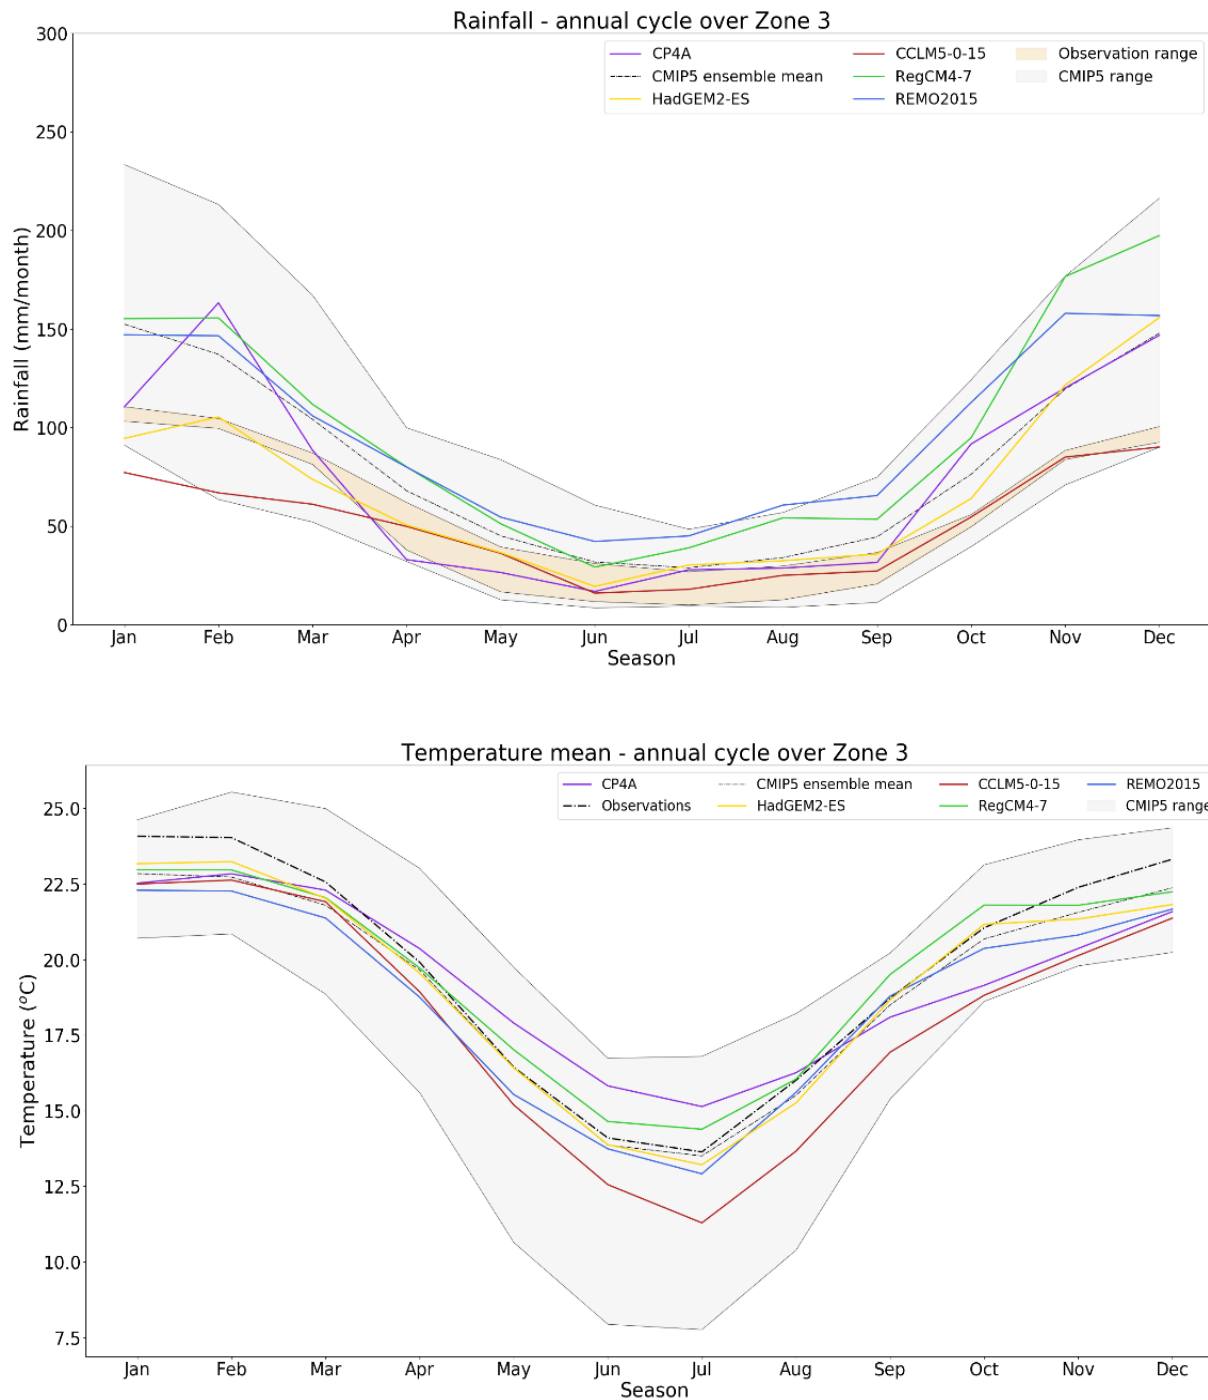 Rainfall - annual cycle over Zone 3
300
250
200
150
100
50
0
Rainfall (mm/month)
CP4A
CMIP5 ensemble mean
HadGEM2-ES
CCLM5-0-15
RegCM4-7
REMO2015
Observation range
CMIP5 range
Jan Feb Mar Apr May Jun Jul Aug Sep Oct Nov Dec
Season
Temperature mean - annual cycle over Zone 3
25.0
22.5
20.0
17.5
15.0
12.5
10.0
7.5
Temperature (°C)
CP4A
Observations
CMIP5 ensemble mean
HadGEM2-ES
CCLM5-0-15
RegCM4-7
REMO2015
CMIP5 range
Jan Feb Mar Apr May Jun Jul Aug Sep Oct Nov Dec
Season